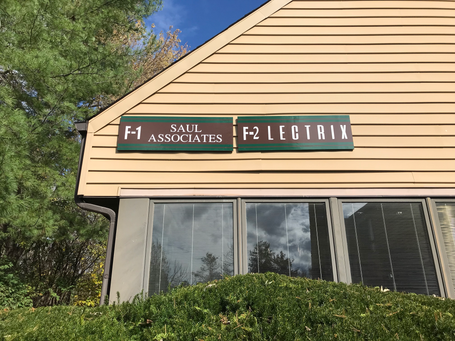 F-1 SAUL
ASSOCIATES
F-2 LECTRIX